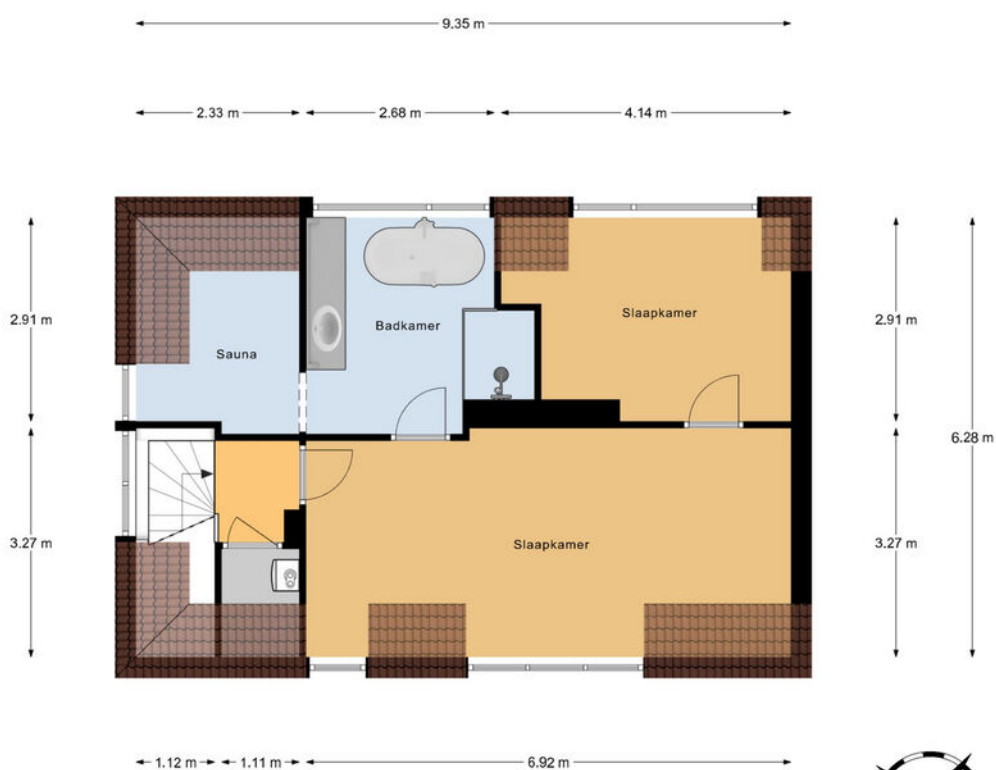 9.35 m
2.33 m
2.68 m
4.14 m
2.91 m
Slaapkamer
2.91 m
Badkamer
Sauna
6.28 m
3.27 m
Slaapkamer
3.27 m
1.12 m
1.11 m
6.92 m